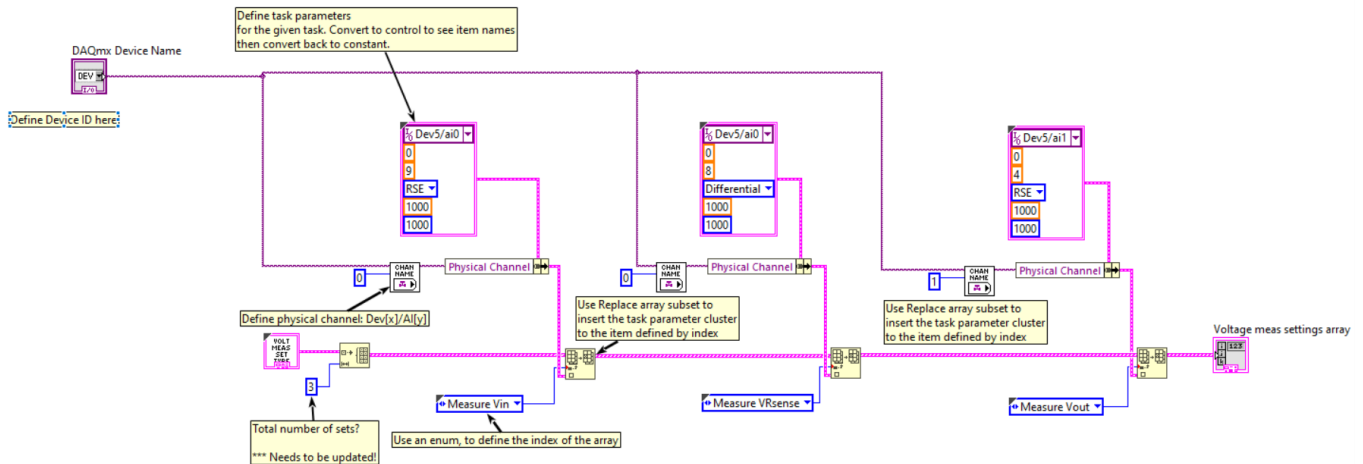 Define task parameters
for the given task. Convert to control to see item names
then convert back to constant.
DAQmx Device Name
DEV
I/O
Define Device ID here
Dev5/ai0
0
9
RSE
1000
1000
Dev5/ai0
0
8
Differential
1000
1000
Dev5/ai1
0
4
RSE
1000
1000
0
CHAN
NAME
Physical Channel
0
CHAN
NAME
Physical Channel
1
CHAN
NAME
Physical Channel
Define physical channel: Dev[x]/AI[y]
Use Replace array subset to
insert the task parameter cluster
to the item defined by index
Use Replace array subset to
insert the task parameter cluster
to the item defined by index
VOLT
MEAS
SET
TYPE
3
Voltage meas settings array
123
Measure Vin
Measure VRsense
Measure Vout
Total number of sets?
*** Needs to be updated!
Use an enum, to define the index of the array